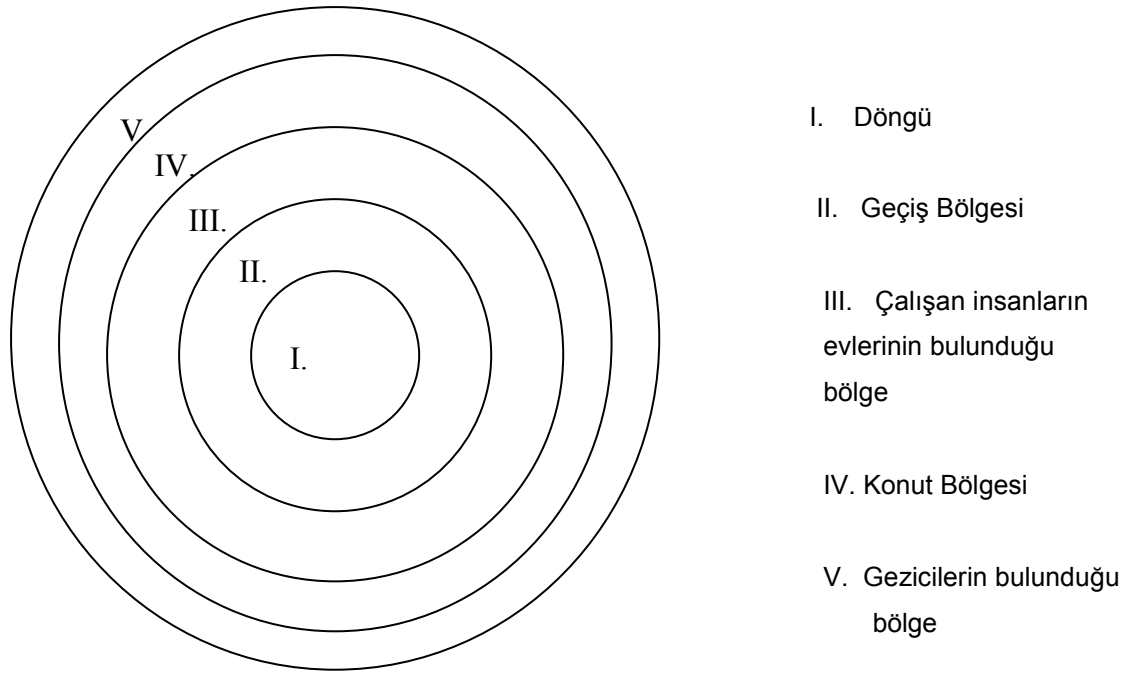 V
IV.
III.
II.
I.
I. Döngü
II. Geçiş Bölgesi
III. Çalışan insanların
evlerinin bulunduğu
bölge
IV. Konut Bölgesi
V. Gezicilerin bulunduğu
bölge